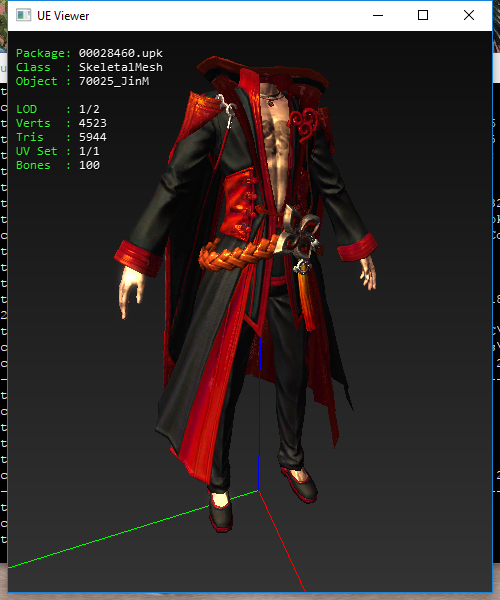 UE Viewer
Package: 00028460.upk
Class : SkeletalMesh
Object : 70025_JinM
LOD : 1/2
Verts : 4523
Tris : 5944
UV Set : 1/1
Bones : 100